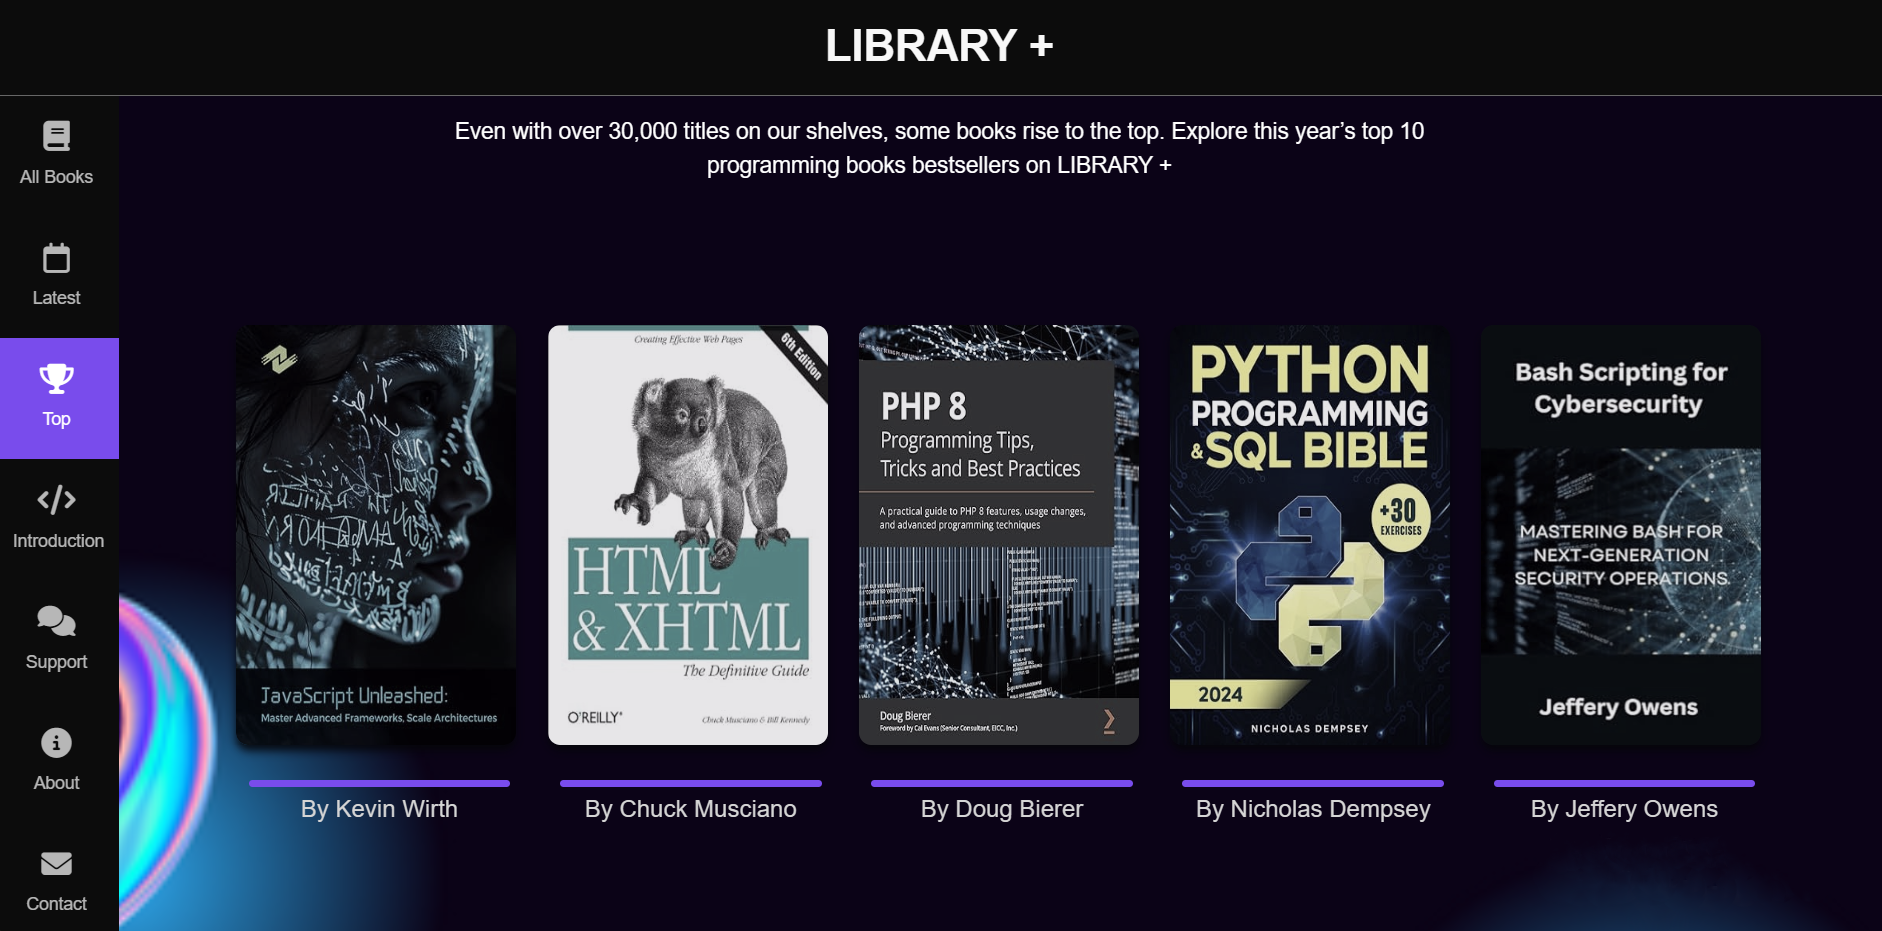 LIBRARY +
Even with over 30,000 titles on our shelves, some books rise to the top. Explore this year’s top 10
programming books bestsellers on LIBRARY +
All Books
Latest
Top
Introduction
Support
About
Contact
JavaScript Unleashed:
Master Advanced Frameworks, Scale Architectures
By Kevin Wirth
Creating Effective Web Pages
6th Edition
HTML
& XHTML
The Definitive Guide
O'REILLY®
Chuck Musciano & Bill Kennedy
By Chuck Musciano
PHP 8
Programming Tips,
Tricks and Best Practices
A practical guide to PHP 8 features, usage changes,
and advanced programming techniques
Doug Bierer
Foreword by Cal Evans (Senior Consultant, EICC, Inc.)
By Doug Bierer
PYTHON
PROGRAMMING
& SQL BIBLE
+30
EXERCISES
2024
NICHOLAS DEMPSEY
By Nicholas Dempsey
Bash Scripting for
Cybersecurity
MASTERING BASH FOR
NEXT-GENERATION
SECURITY OPERATIONS.
Jeffery Owens
By Jeffery Owens